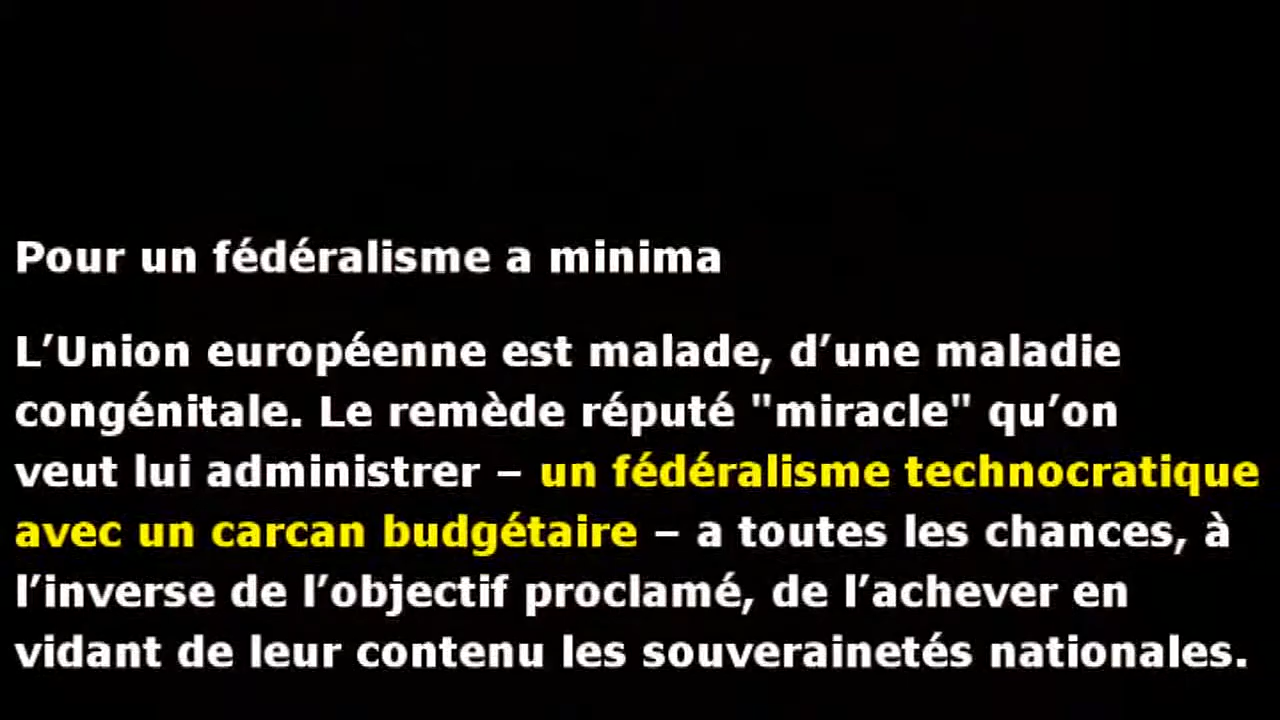 Pour un fédéralisme a minima
L’Union européenne est malade, d’une maladie
congénitale. Le remède réputé "miracle" qu’on
veut lui administrer – un fédéralisme technocratique
avec un carcan budgétaire – a toutes les chances, à
l’inverse de l’objectif proclamé, de l’achever en
vidant de leur contenu les souverainetés nationales.